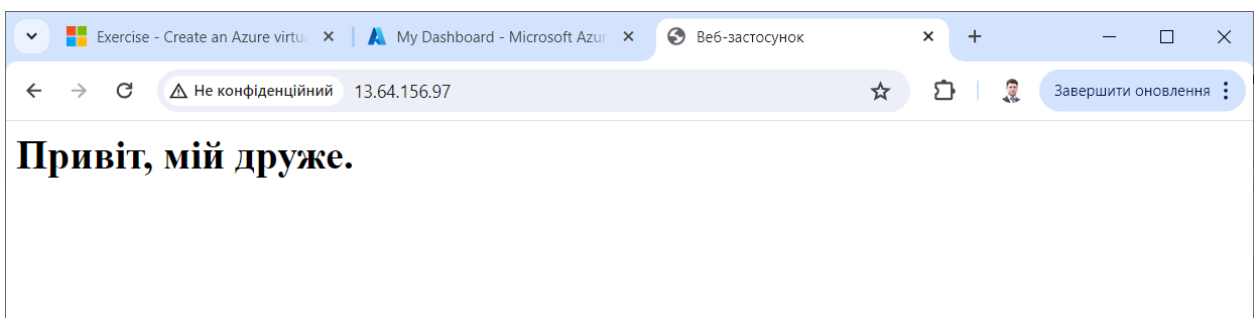 Exercise - Create an Azure virtu
My Dashboard - Microsoft Azur
Веб-застосунок
Не конфіденційний
13.64.156.97
Завершити оновлення
Привіт, мій друже.